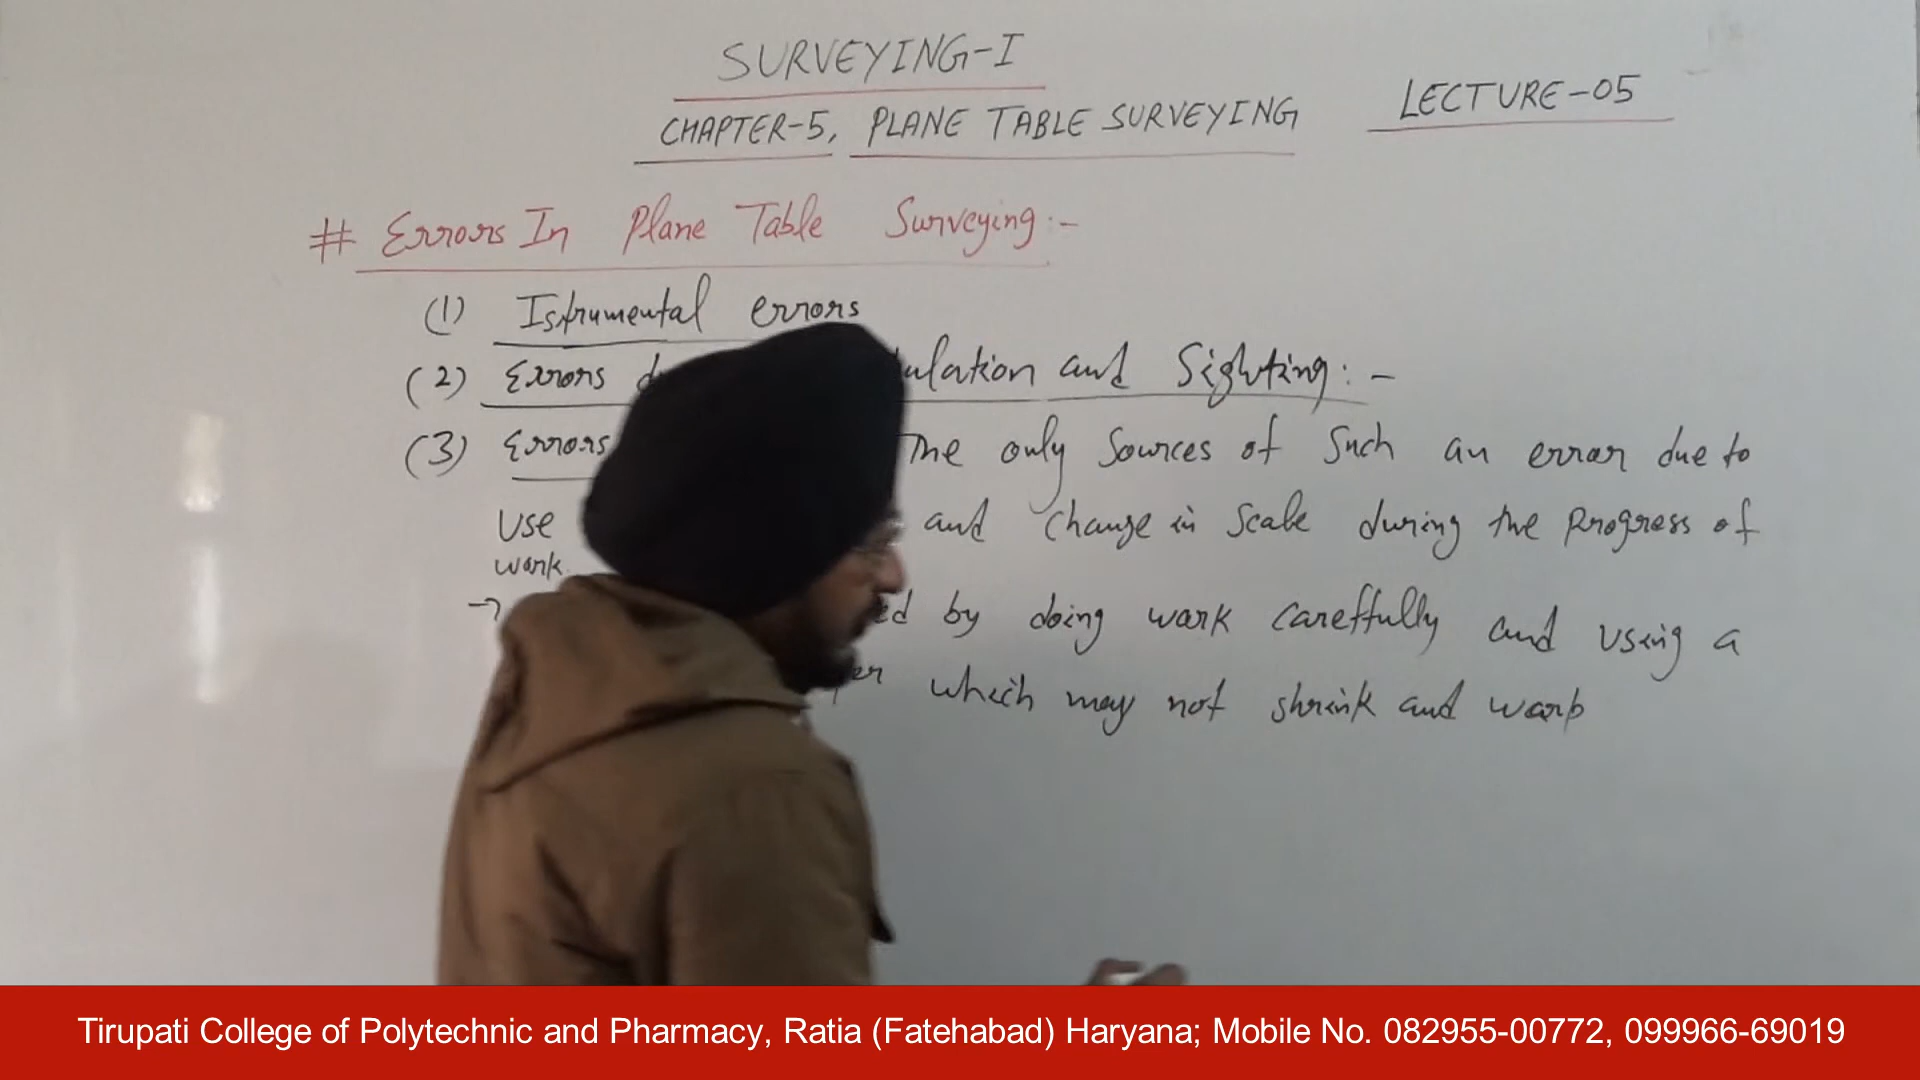 SURVEYING-I
CHAPTER-5, PLANE TABLE SURVEYING
LECTURE-05
# Errors In Plane Table Surveying:-
(1) Istrumental errors
(2) Errors and Sighting:-
(3) Errors The only Sources of Such an error due to
Use and Change in Scale during the Progress of
work.
→ by doing work careffully and Using a
which may not shrink and warp
Tirupati College of Polytechnic and Pharmacy, Ratia (Fatehabad) Haryana; Mobile No. 082955-00772, 099966-69019